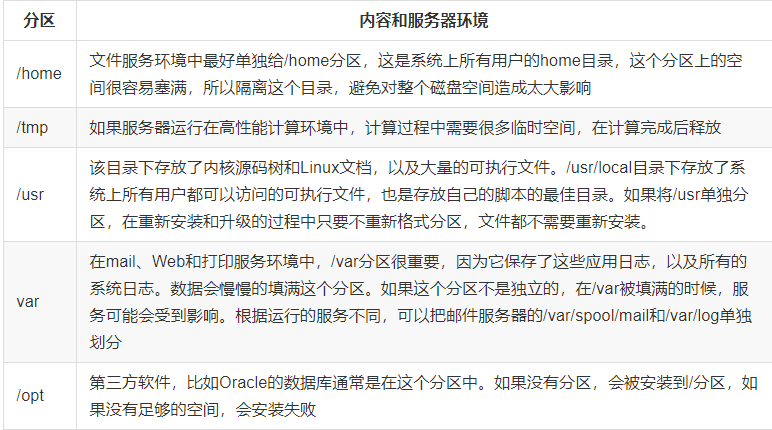 分区 内容和服务器环境
文件服务环境中最好单独给/home分区，这是系统上所有用户的home目录，这个分区上的空
/home
间很容易塞满，所以隔离这个目录，避免对整个磁盘空间造成太大影响
/tmp 如果服务器运行在高性能计算环境中，计算过程中需要很多临时空间，在计算完成后释放
该目录下存放了内核源码树和Linux文档，以及大量的可执行文件。/usr/local目录下存放了系
/usr 统上所有用户都可以访问的可执行文件，也是存放自己的脚本的最佳目录。如果将/usr单独分
区，在重新安装和升级的过程中只要不重新格式分区，文件都不需要重新安装。
在mail、Web和打印服务环境中，/var分区很重要，因为它保存了这些应用日志，以及所有的
var 系统日志。数据会慢慢的填满这个分区。如果这个分区不是独立的，在/var被填满的时候，服
务可能会受到影响。根据运行的服务不同，可以把邮件服务器的/var/spool/mail和/var/log单独
划分
第三方软件，比如Oracle的数据库通常是在这个分区中。如果没有分区，会被安装到/分区，如
/opt
果没有足够的空间，会安装失败